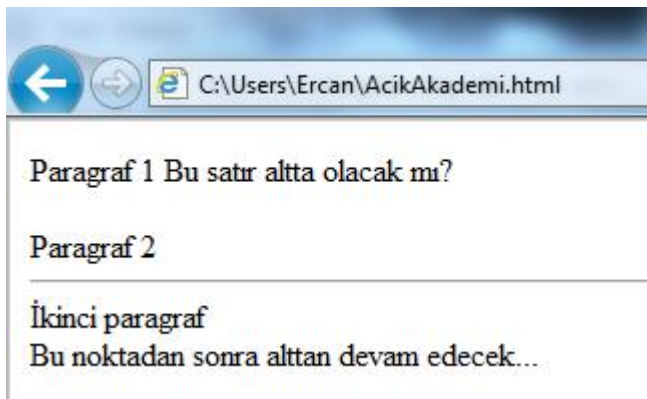 C:\Users\Ercan\AcikAkademi.html
Paragraf 1 Bu satır altta olacak mı?
Paragraf 2
İkinci paragraf
Bu noktadan sonra alttan devam edecek...